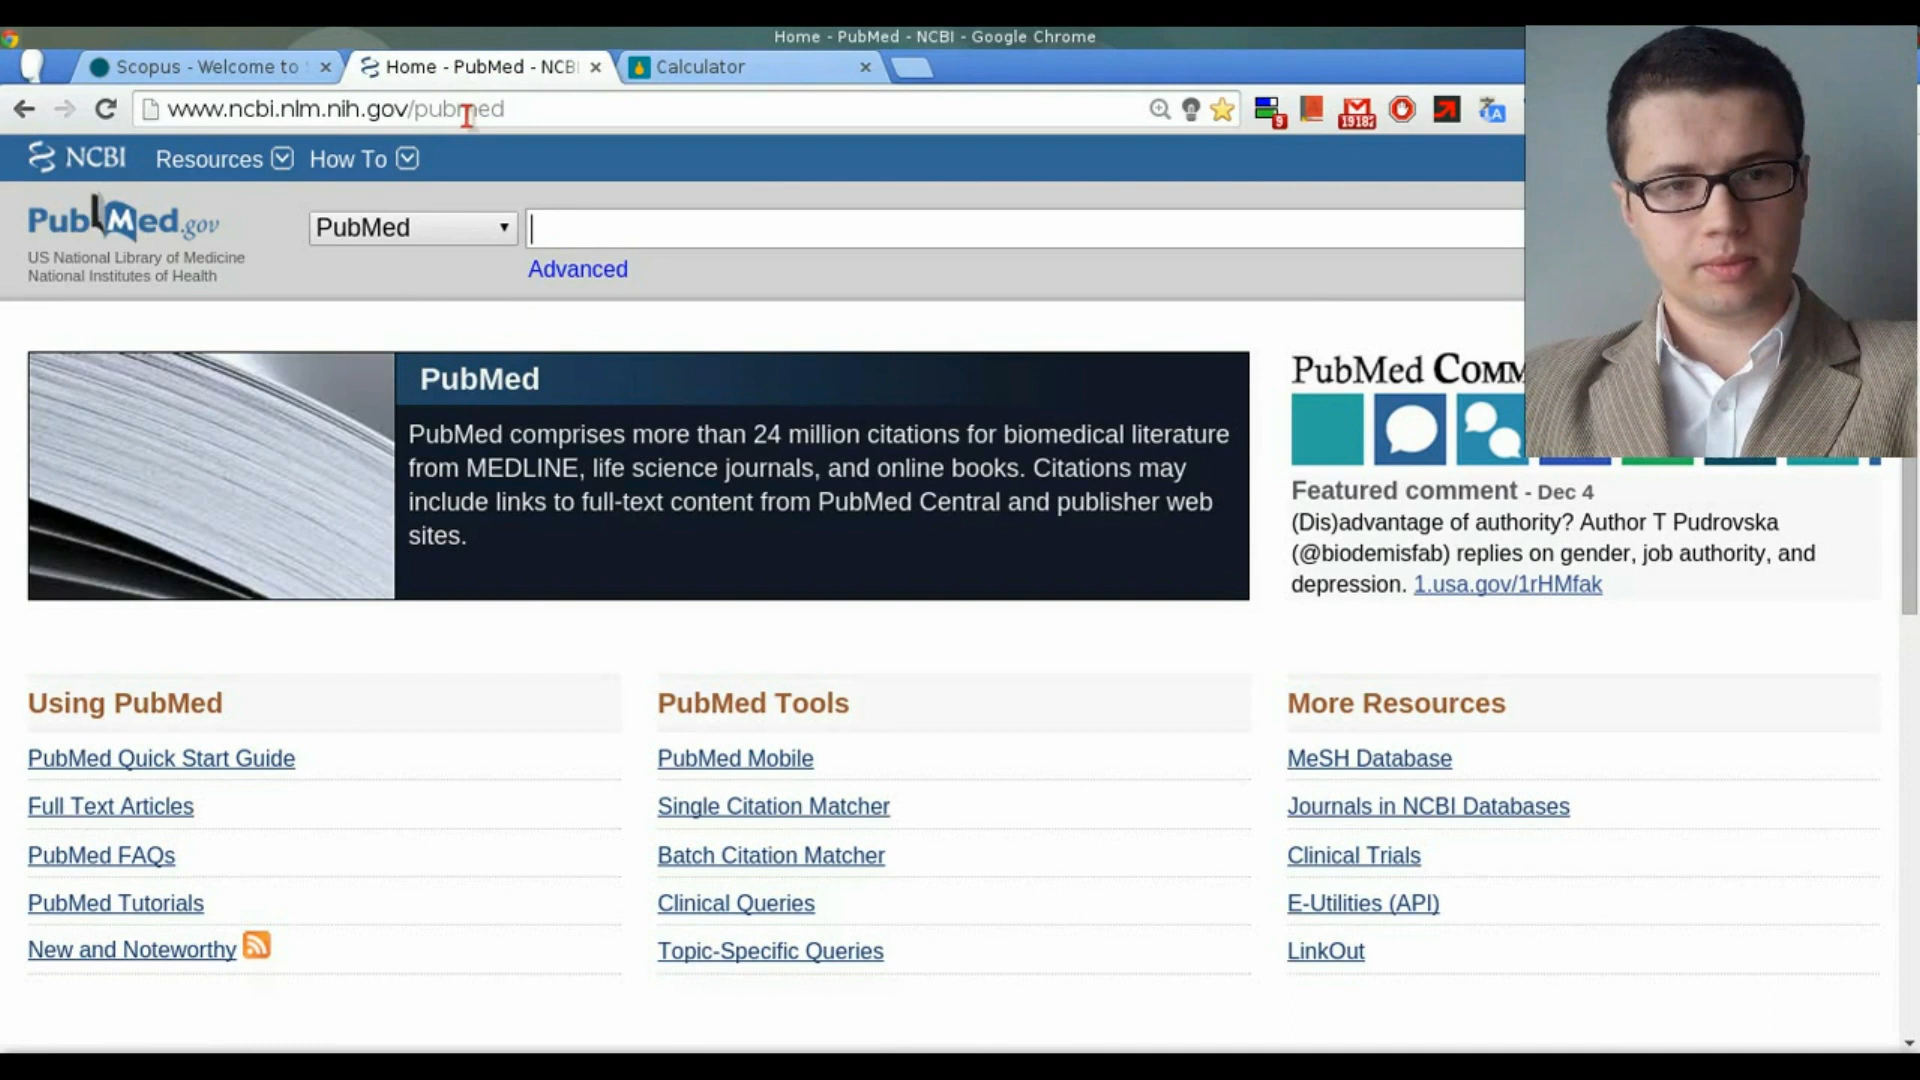 Home - PubMed - NCBI - Google Chrome
Scopus - Welcome to
Home - PubMed - NCBI
Calculator
www.ncbi.nlm.nih.gov/pubmed
9
19182
NCBI Resources How To
PubMed.gov
US National Library of Medicine
National Institutes of Health
PubMed
Advanced
PubMed
PubMed comprises more than 24 million citations for biomedical literature
from MEDLINE, life science journals, and online books. Citations may
include links to full-text content from PubMed Central and publisher web
sites.
PubMed Comm
Featured comment - Dec 4
(Dis)advantage of authority? Author T Pudrovska
(@biodemisfab) replies on gender, job authority, and
depression. 1.usa.gov/1rHMfak
Using PubMed
PubMed Quick Start Guide
Full Text Articles
PubMed FAQs
PubMed Tutorials
New and Noteworthy
PubMed Tools
PubMed Mobile
Single Citation Matcher
Batch Citation Matcher
Clinical Queries
Topic-Specific Queries
More Resources
MeSH Database
Journals in NCBI Databases
Clinical Trials
E-Utilities (API)
LinkOut